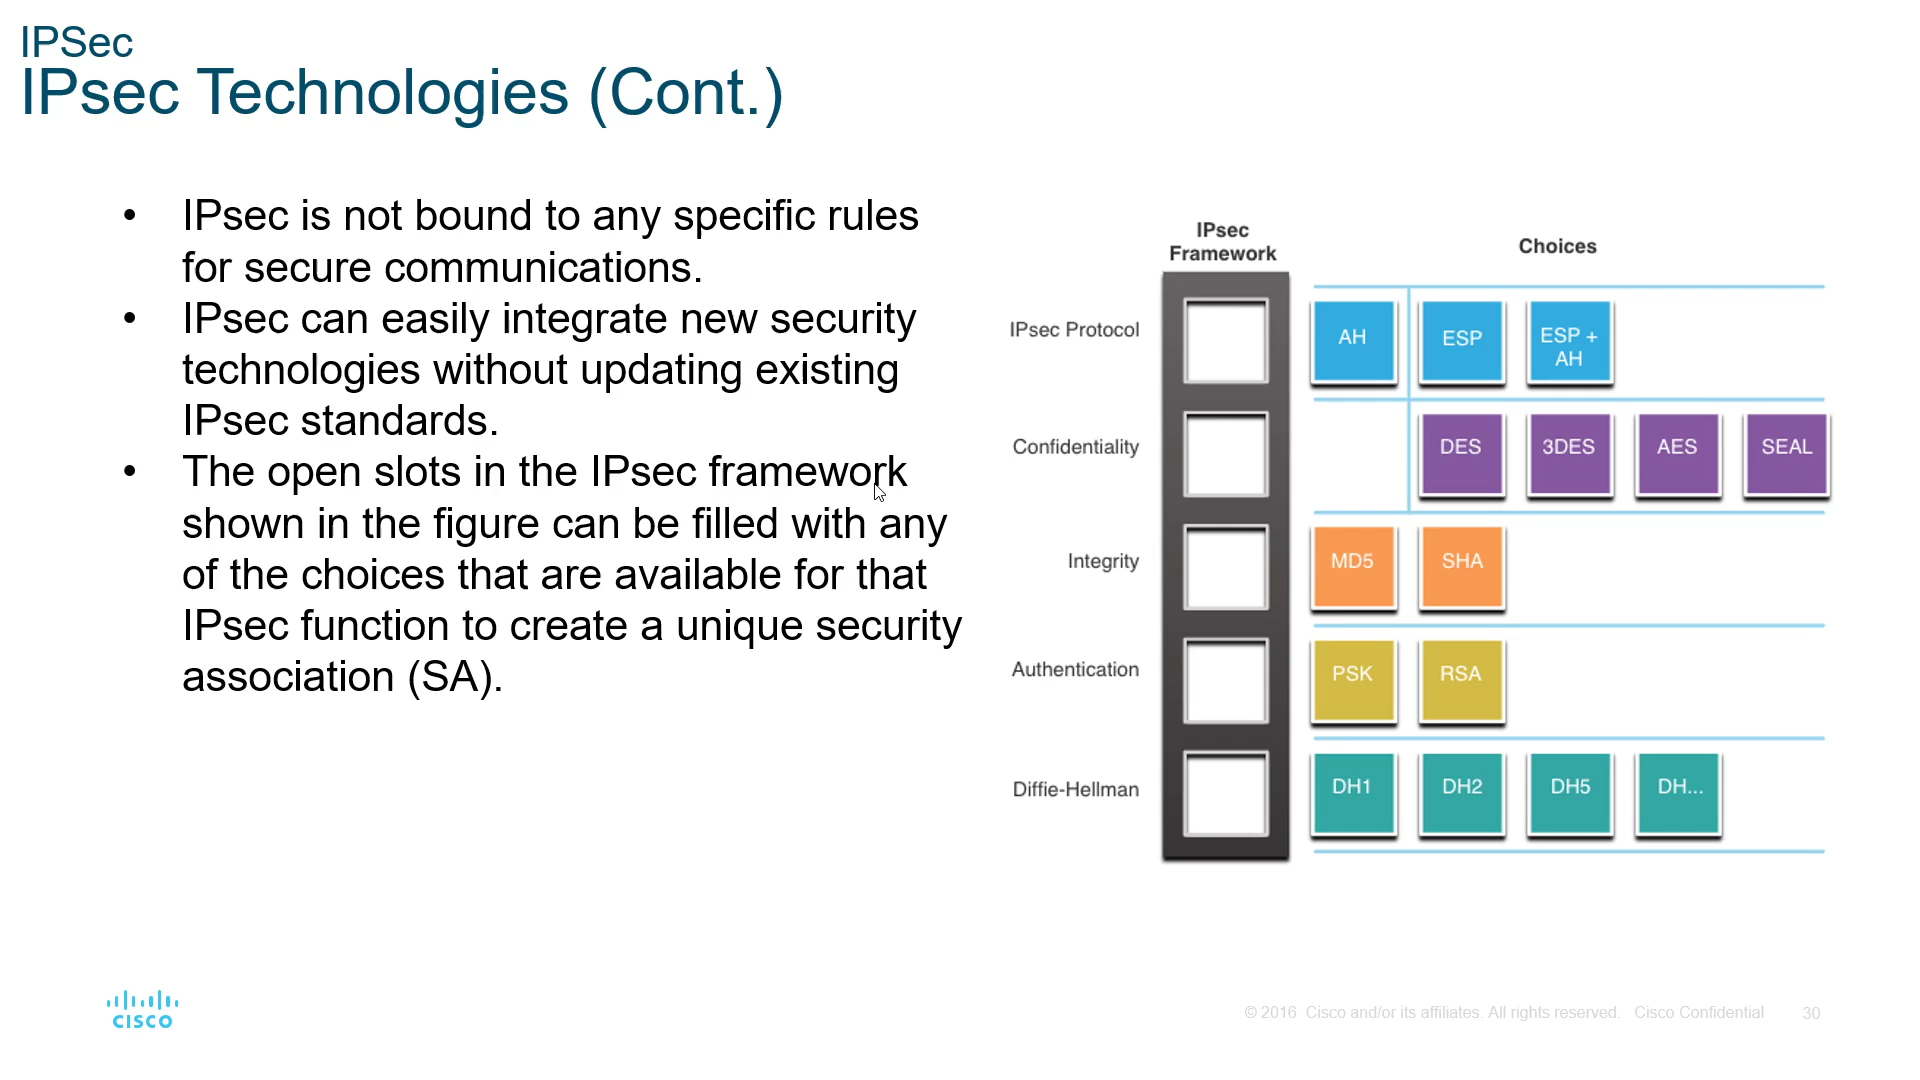 IPSec
IPsec Technologies (Cont.)
• IPsec is not bound to any specific rules
for secure communications.
• IPsec can easily integrate new security
technologies without updating existing
IPsec standards.
• The open slots in the IPsec framework
shown in the figure can be filled with any
of the choices that are available for that
IPsec function to create a unique security
association (SA).
IPsec
Framework
Choices
IPsec Protocol
AH
ESP
ESP +
AH
Confidentiality
DES
3DES
AES
SEAL
Integrity
MD5
SHA
Authentication
PSK
RSA
Diffie-Hellman
DH1
DH2
DH5
DH...
CISCO
© 2016 Cisco and/or its affiliates. All rights reserved. Cisco Confidential
30